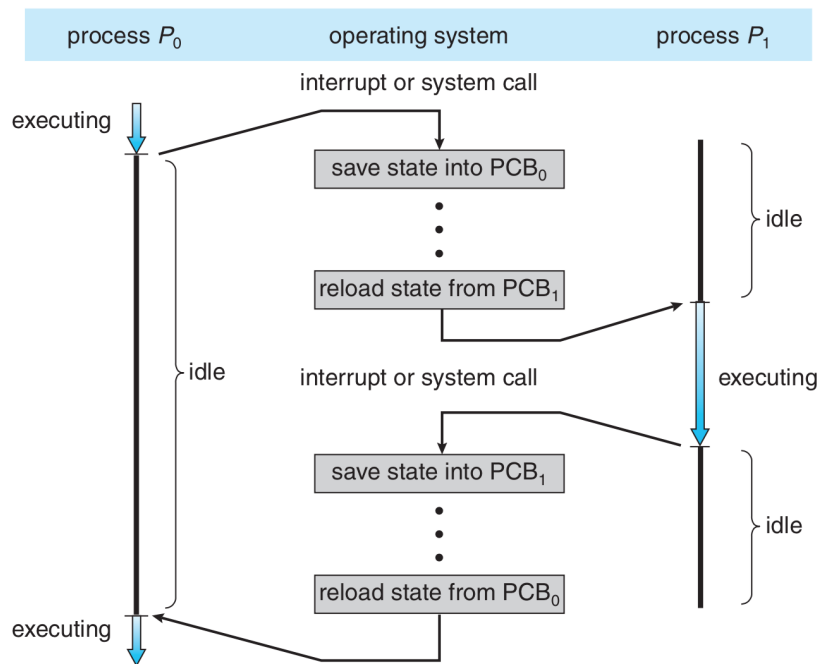 process P₀ operating system process P₁
interrupt or system call
executing
save state into PCB₀
idle
reload state from PCB₁
idle
interrupt or system call
executing
save state into PCB₁
idle
reload state from PCB₀
executing